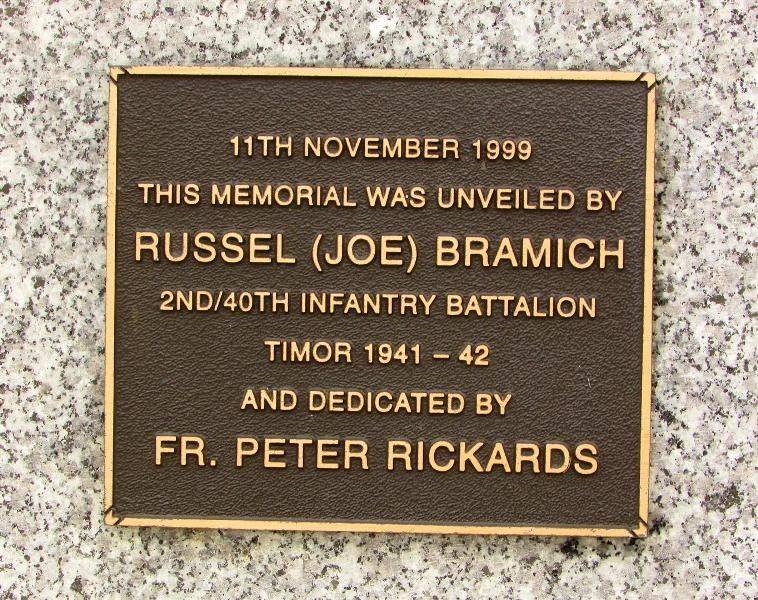 11TH NOVEMBER 1999
THIS MEMORIAL WAS UNVEILED BY
RUSSEL (JOE) BRAMICH
2ND/40TH INFANTRY BATTALION
TIMOR 1941 – 42
AND DEDICATED BY
FR. PETER RICKARDS